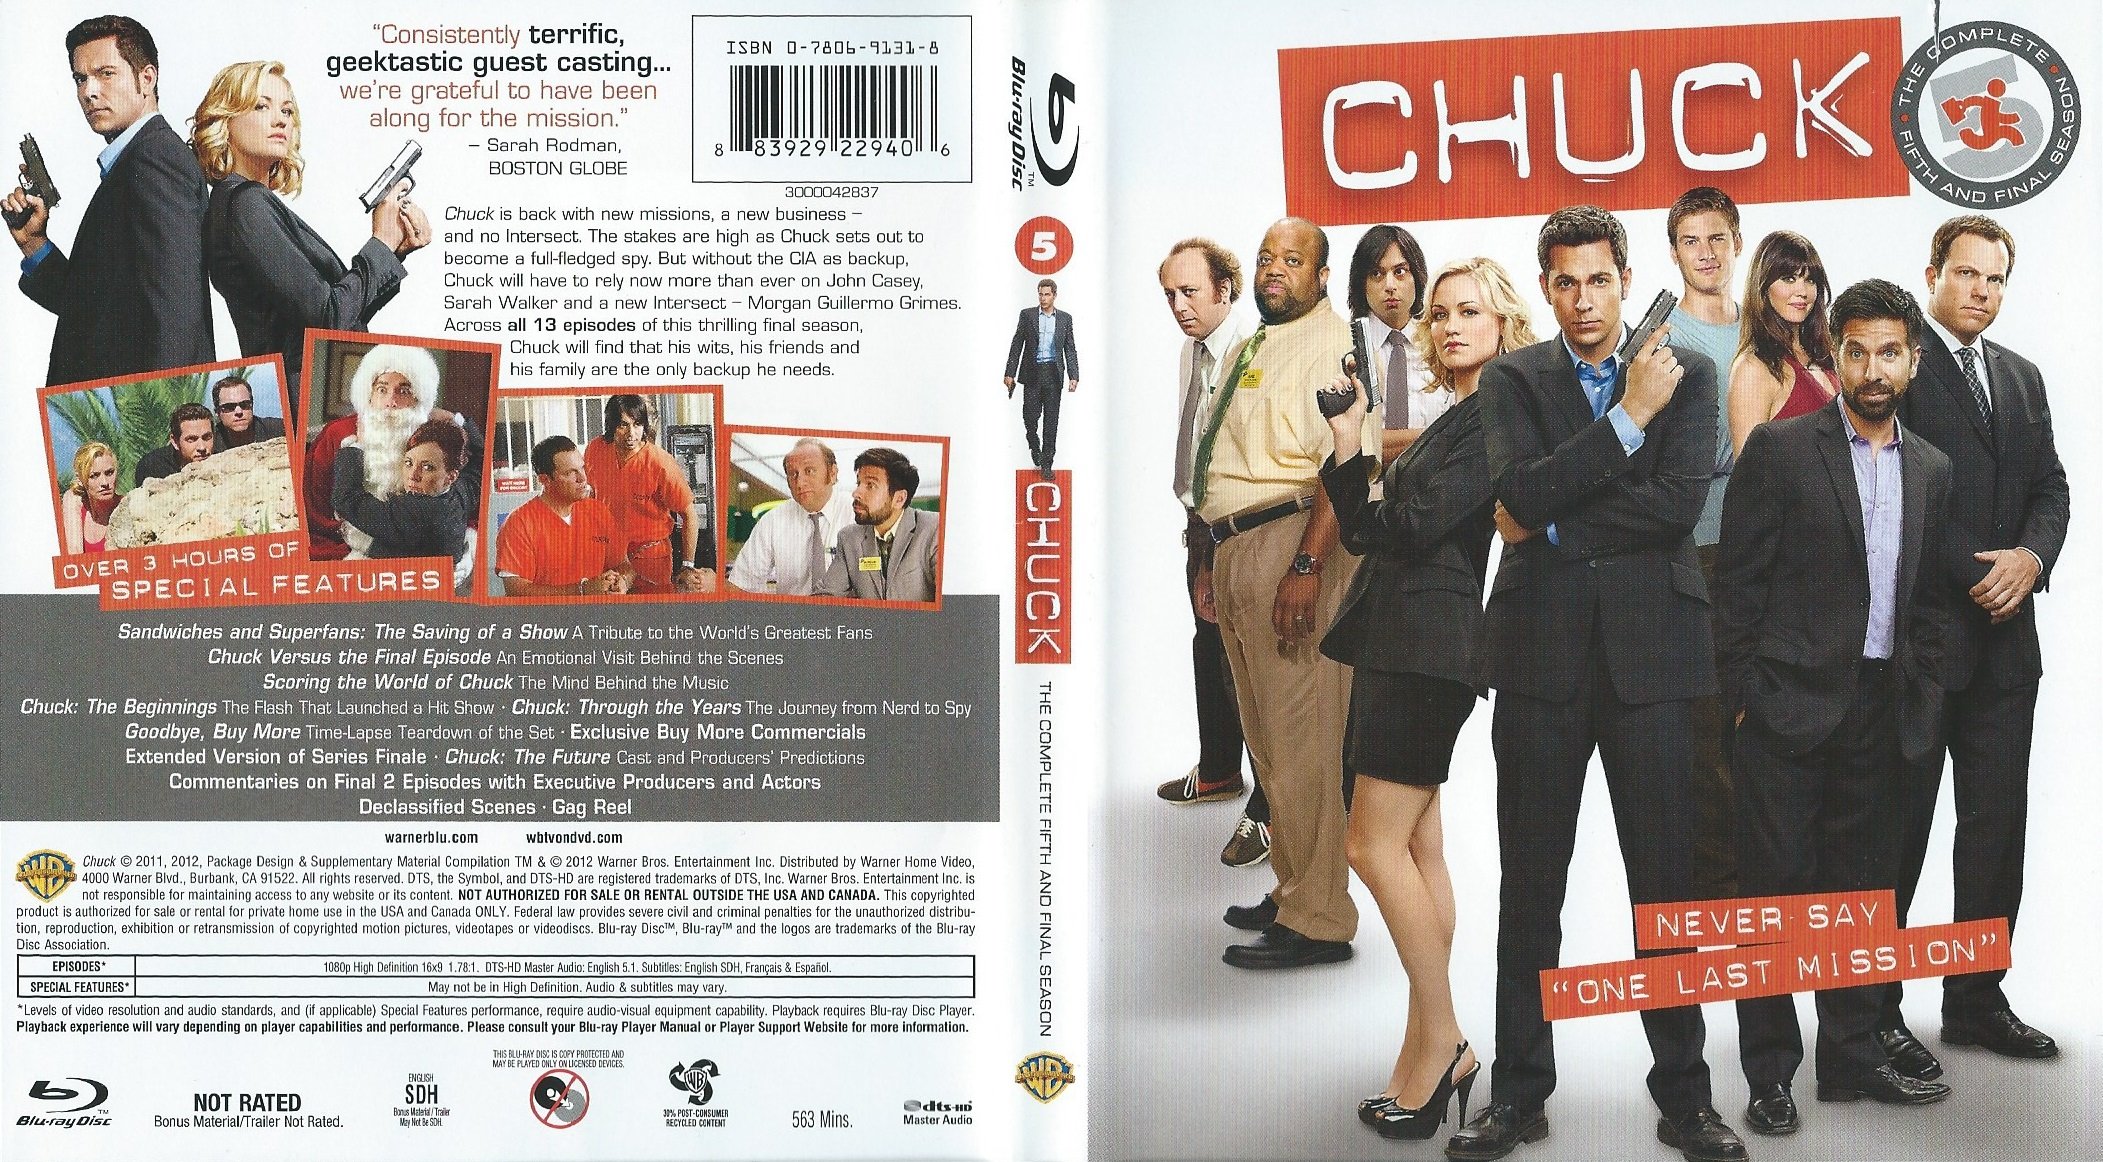 “Consistently terrific,
geektastic guest casting...
we're grateful to have been
along for the mission.”
– Sarah Rodman,
BOSTON GLOBE
ISBN 0-7806-9131-8
8 83929 22940 6
3000042837
Chuck is back with new missions, a new business –
and no Intersect. The stakes are high as Chuck sets out to
become a full-fledged spy. But without the CIA as backup,
Chuck will have to rely now more than ever on John Casey,
Sarah Walker and a new Intersect – Morgan Guillermo Grimes.
Across all 13 episodes of this thrilling final season,
Chuck will find that his wits, his friends and
his family are the only backup he needs.
OVER 3 HOURS OF
SPECIAL FEATURES
Sandwiches and Superfans: The Saving of a Show A Tribute to the World's Greatest Fans
Chuck Versus the Final Episode An Emotional Visit Behind the Scenes
Scoring the World of Chuck The Mind Behind the Music
Chuck: The Beginnings The Flash That Launched a Hit Show · Chuck: Through the Years The Journey from Nerd to Spy
Goodbye, Buy More Time-Lapse Teardown of the Set · Exclusive Buy More Commercials
Extended Version of Series Finale · Chuck: The Future Cast and Producers' Predictions
Commentaries on Final 2 Episodes with Executive Producers and Actors
Declassified Scenes · Gag Reel
warnerblu.com wbtvondvd.com
WB
Chuck © 2011, 2012, Package Design & Supplementary Material Compilation TM & © 2012 Warner Bros. Entertainment Inc. Distributed by Warner Home Video,
4000 Warner Blvd., Burbank, CA 91522. All rights reserved. DTS, the Symbol, and DTS-HD are registered trademarks of DTS, Inc. Warner Bros. Entertainment Inc. is
not responsible for maintaining access to any website or its content. NOT AUTHORIZED FOR SALE OR RENTAL OUTSIDE THE USA AND CANADA. This copyrighted
product is authorized for sale or rental for private home use in the USA and Canada ONLY. Federal law provides severe civil and criminal penalties for the unauthorized distribu-
tion, reproduction, exhibition or retransmission of copyrighted motion pictures, videotapes or videodiscs. Blu-ray Disc™, Blu-ray™ and the logos are trademarks of the Blu-ray
Disc Association.
EPISODES* 1080p High Definition 16x9 1.78:1. DTS-HD Master Audio: English 5.1. Subtitles: English SDH, Français & Español.
SPECIAL FEATURES* May not be in High Definition. Audio & subtitles may vary.
*Levels of video resolution and audio standards, and (if applicable) Special Features performance, require audio-visual equipment capability. Playback requires Blu-ray Disc Player.
Playback experience will vary depending on player capabilities and performance. Please consult your Blu-ray Player Manual or Player Support Website for more information.
Blu-ray Disc™
NOT RATED
Bonus Material/Trailer Not Rated.
ENGLISH
SDH
Bonus Material/Trailer
May Not Be SDH.
THIS BLU-RAY DISC IS COPY PROTECTED AND
MAY BE PLAYED ONLY ON LICENSED DEVICES.
WB
30% POST-CONSUMER
RECYCLED CONTENT
563 Mins.
dts-HD
Master Audio
Blu-ray Disc™
5
CHUCK
THE COMPLETE FIFTH AND FINAL SEASON
WB
CHUCK
THE COMPLETE
5
FIFTH AND FINAL SEASON
NEVER SAY
“ONE LAST MISSION”